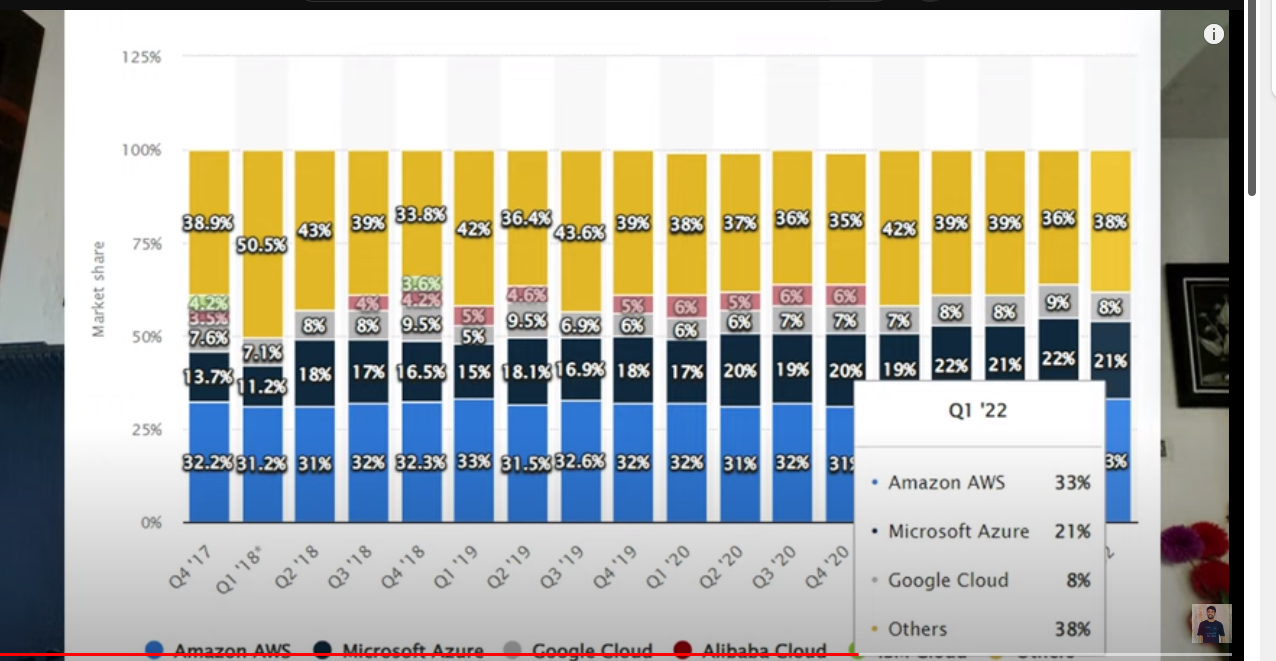 125%
100%
75%
50%
25%
0%
Market share
38.9% 50.5% 43% 39% 33.8% 42% 36.4% 43.6% 39% 38% 37% 36% 35% 42% 39% 39% 36% 38%
4.2% 3.6%
3.5% 4% 4.2% 5% 4.6% 5% 6% 5% 6% 6%
7.6% 7.1% 8% 8% 9.5% 5% 9.5% 6.9% 6% 6% 6% 7% 7% 7% 8% 8% 9% 8%
13.7% 11.2% 18% 17% 16.5% 15% 18.1% 16.9% 18% 17% 20% 19% 20% 19% 22% 21% 22% 21%
32.2% 31.2% 31% 32% 32.3% 33% 31.5% 32.6% 32% 32% 31% 32% 31% 3%
Q4 '17 Q1 '18* Q2 '18 Q3 '18 Q4 '18 Q1 '19 Q2 '19 Q3 '19 Q4 '19 Q1 '20 Q2 '20 Q3 '20 Q4 '20
Q1 '22
Amazon AWS 33%
Microsoft Azure 21%
Google Cloud 8%
Others 38%
Amazon AWS Microsoft Azure Google Cloud Alibaba Cloud IBM Cloud Others